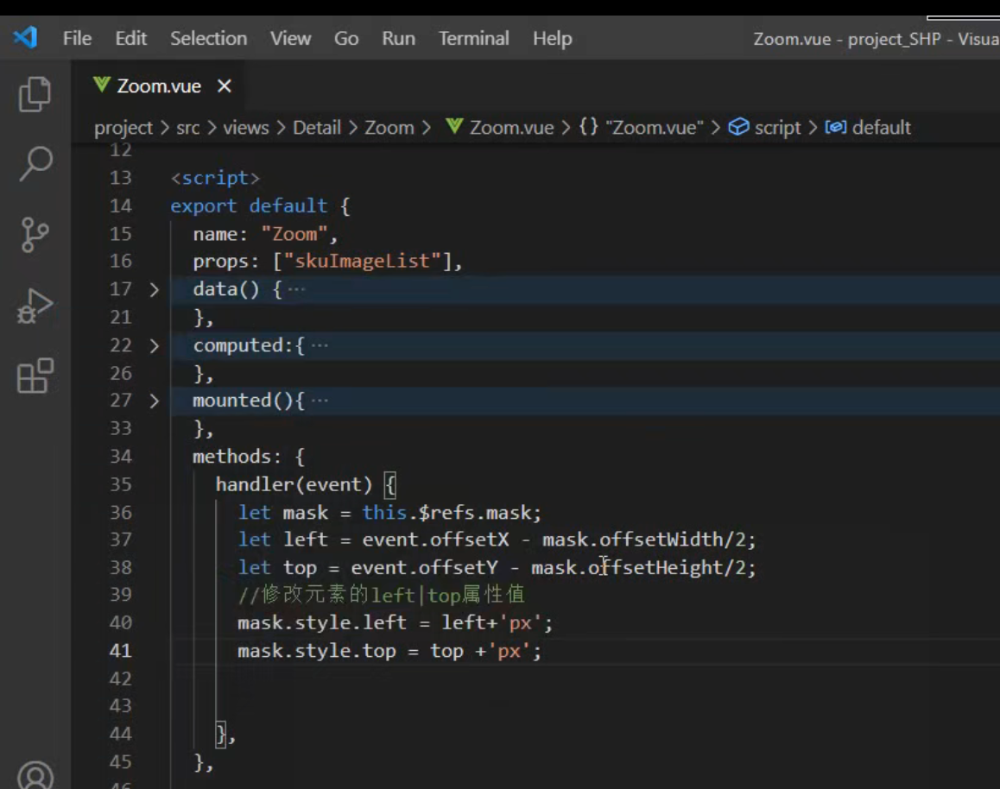 File Edit Selection View Go Run Terminal Help Zoom.vue - project_SHP - Visua
Zoom.vue ×
project > src > views > Detail > Zoom > Zoom.vue > {} "Zoom.vue" > script > default
12
13 <script>
14 export default {
15 name: "Zoom",
16 props: ["skuImageList"],
17 > data() { ···
21 },
22 > computed:{ ···
26 },
27 > mounted(){ ···
33 },
34 methods: {
35 handler(event) {
36 let mask = this.$refs.mask;
37 let left = event.offsetX - mask.offsetWidth/2;
38 let top = event.offsetY - mask.offsetHeight/2;
39 //修改元素的left|top属性值
40 mask.style.left = left+'px';
41 mask.style.top = top +'px';
42
43
44 },
45 },
46